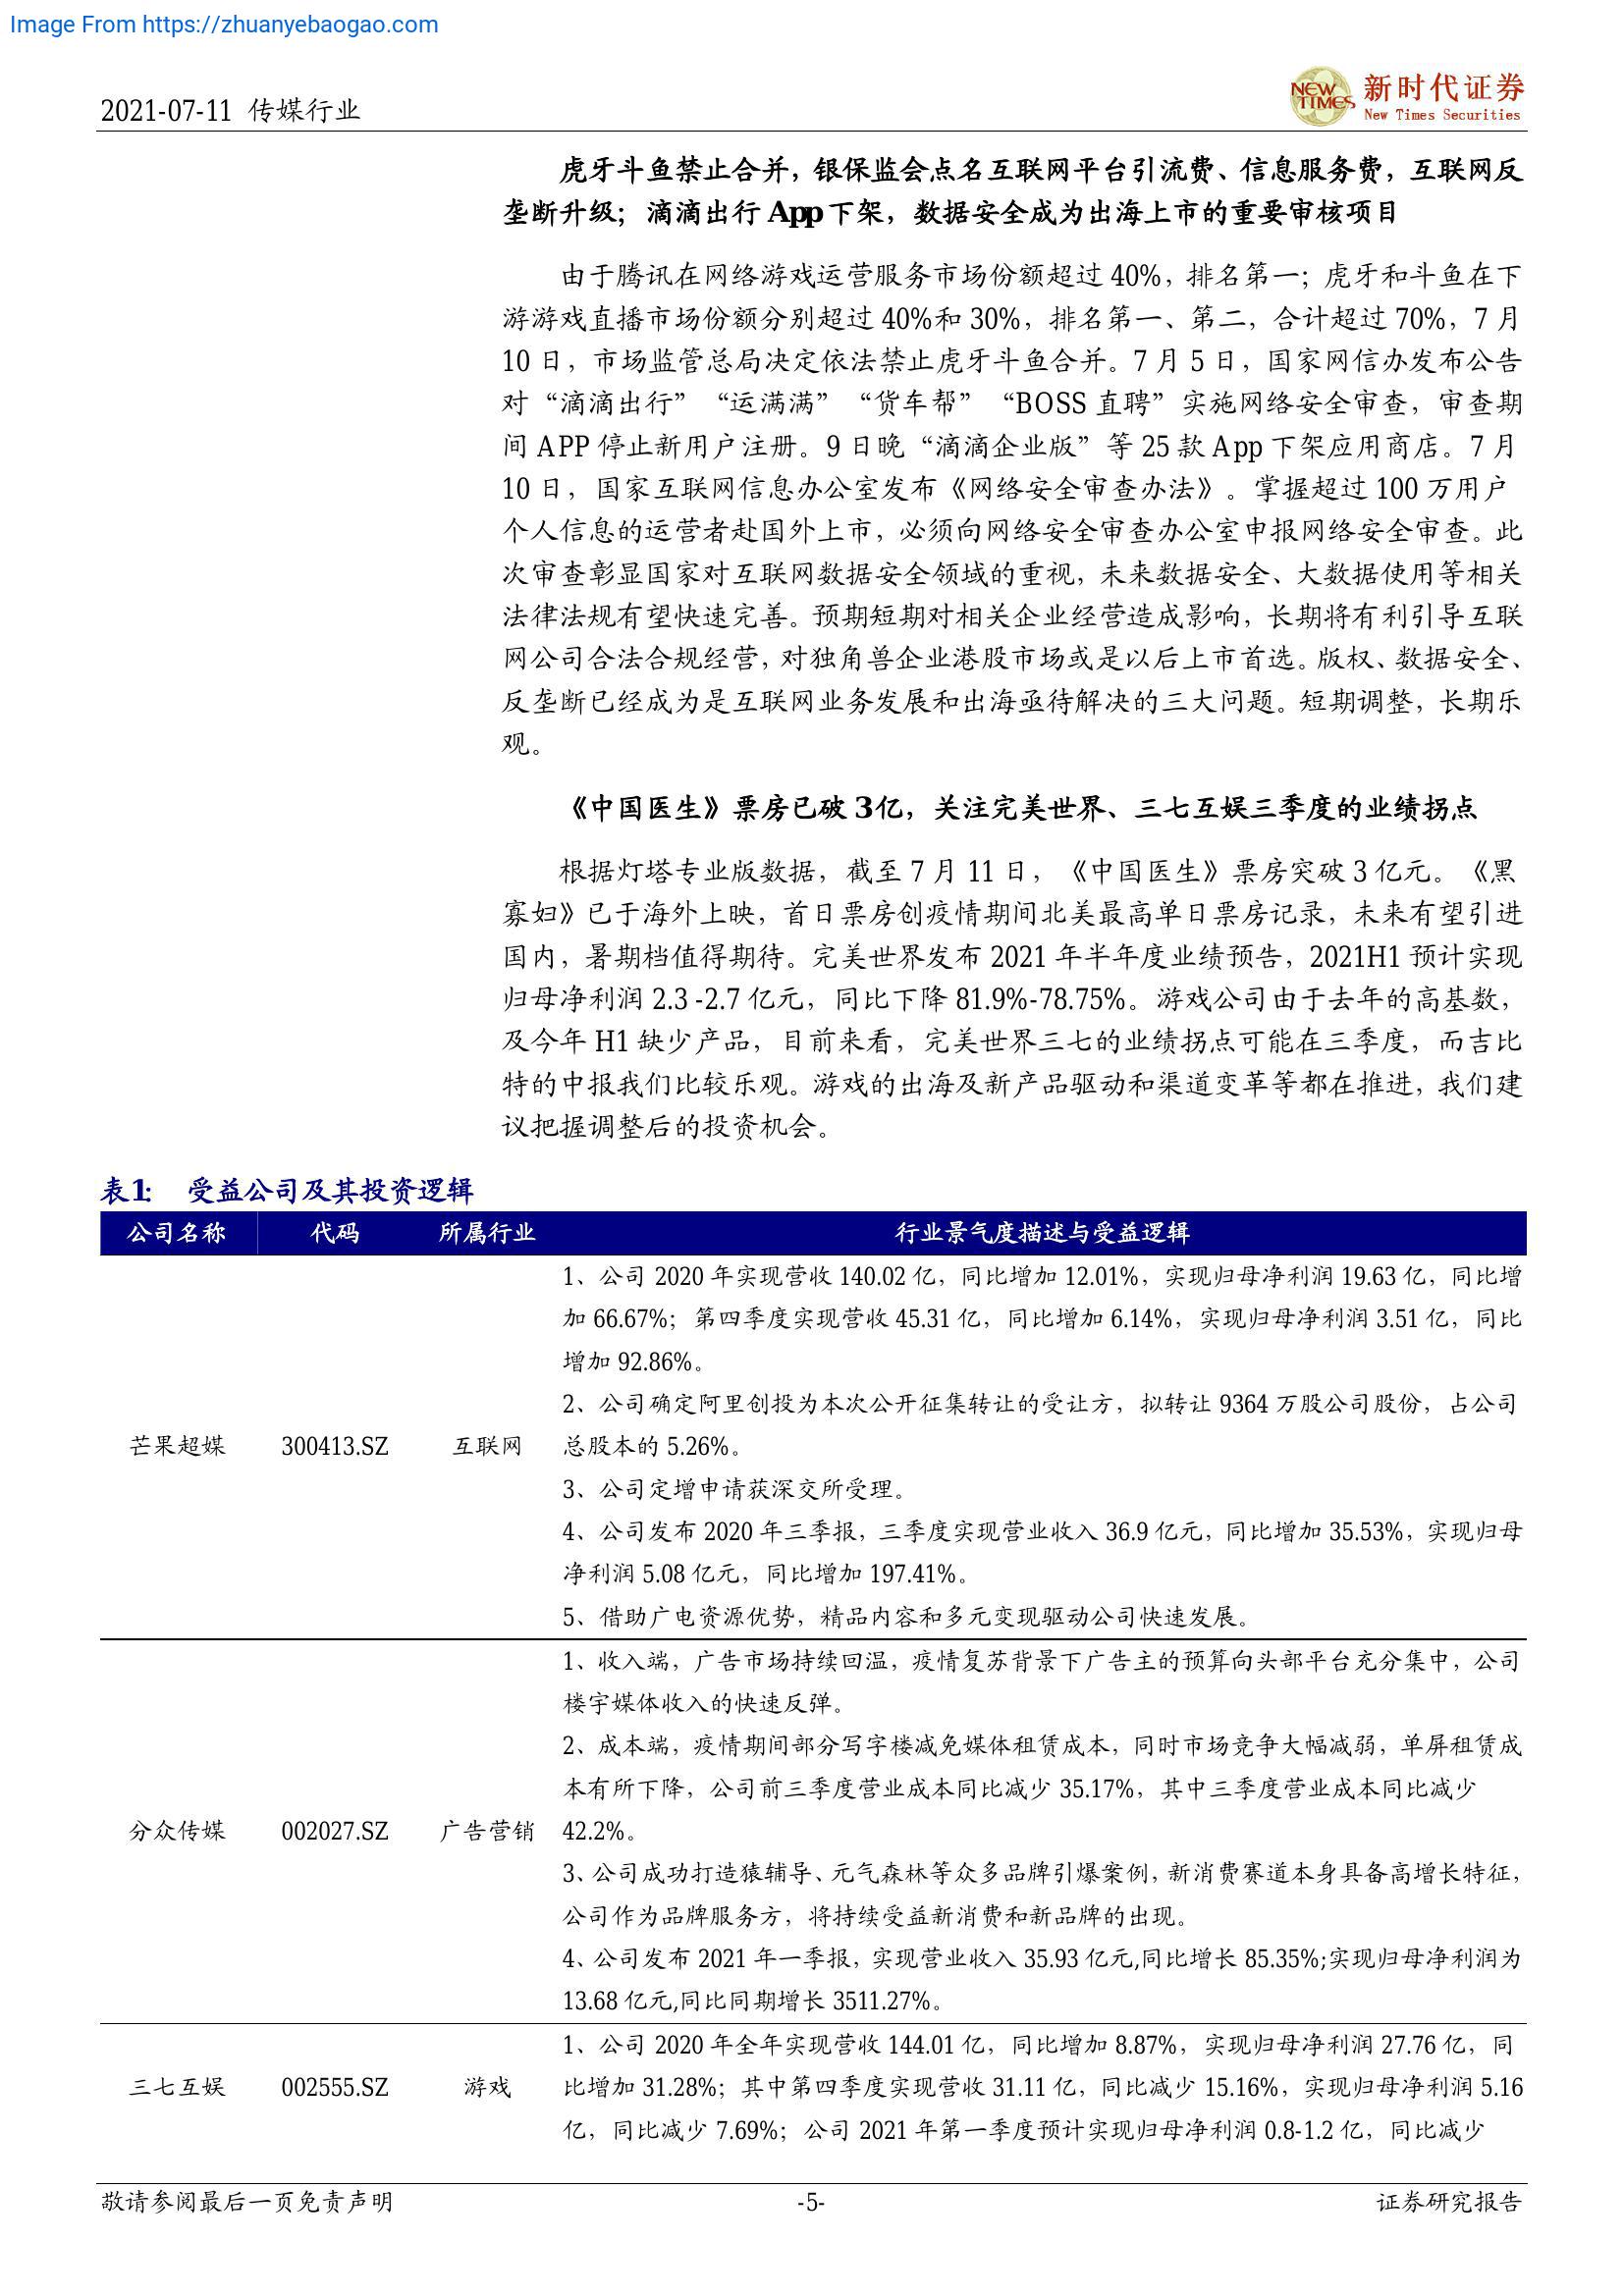 Image From https://zhuanyebaogao.com
2021-07-11 传媒行业
NEW TIMES
新时代证券
New Times Securities
虎牙斗鱼禁止合并，银保监会点名互联网平台引流费、信息服务费，互联网反
垄断升级；滴滴出行 App 下架，数据安全成为出海上市的重要审核项目
由于腾讯在网络游戏运营服务市场份额超过 40%，排名第一；虎牙和斗鱼在下
游游戏直播市场份额分别超过 40%和 30%，排名第一、第二，合计超过 70%，7 月
10 日，市场监管总局决定依法禁止虎牙斗鱼合并。7 月 5 日，国家网信办发布公告
对“滴滴出行”“运满满”“货车帮”“BOSS 直聘”实施网络安全审查，审查期
间 APP 停止新用户注册。9 日晚“滴滴企业版”等 25 款 App 下架应用商店。7 月
10 日，国家互联网信息办公室发布《网络安全审查办法》。掌握超过 100 万用户
个人信息的运营者赴国外上市，必须向网络安全审查办公室申报网络安全审查。此
次审查彰显国家对互联网数据安全领域的重视，未来数据安全、大数据使用等相关
法律法规有望快速完善。预期短期对相关企业经营造成影响，长期将有利引导互联
网公司合法合规经营，对独角兽企业港股市场或是以后上市首选。版权、数据安全、
反垄断已经成为是互联网业务发展和出海亟待解决的三大问题。短期调整，长期乐
观。
《中国医生》票房已破 3 亿，关注完美世界、三七互娱三季度的业绩拐点
根据灯塔专业版数据，截至 7 月 11 日，《中国医生》票房突破 3 亿元。《黑
寡妇》已于海外上映，首日票房创疫情期间北美最高单日票房记录，未来有望引进
国内，暑期档值得期待。完美世界发布 2021 年半年度业绩预告，2021H1 预计实现
归母净利润 2.3 -2.7 亿元，同比下降 81.9%-78.75%。游戏公司由于去年的高基数，
及今年 H1 缺少产品，目前来看，完美世界三七的业绩拐点可能在三季度，而吉比
特的中报我们比较乐观。游戏的出海及新产品驱动和渠道变革等都在推进，我们建
议把握调整后的投资机会。
表1: 受益公司及其投资逻辑
公司名称 代码 所属行业 行业景气度描述与受益逻辑
1、公司 2020 年实现营收 140.02 亿，同比增加 12.01%，实现归母净利润 19.63 亿，同比增
加 66.67%；第四季度实现营收 45.31 亿，同比增加 6.14%，实现归母净利润 3.51 亿，同比
增加 92.86%。
2、公司确定阿里创投为本次公开征集转让的受让方，拟转让 9364 万股公司股份，占公司
芒果超媒 300413.SZ 互联网 总股本的 5.26%。
3、公司定增申请获深交所受理。
4、公司发布 2020 年三季报，三季度实现营业收入 36.9 亿元，同比增加 35.53%，实现归母
净利润 5.08 亿元，同比增加 197.41%。
5、借助广电资源优势，精品内容和多元变现驱动公司快速发展。
1、收入端，广告市场持续回温，疫情复苏背景下广告主的预算向头部平台充分集中，公司
楼宇媒体收入的快速反弹。
2、成本端，疫情期间部分写字楼减免媒体租赁成本，同时市场竞争大幅减弱，单屏租赁成
本有所下降，公司前三季度营业成本同比减少 35.17%，其中三季度营业成本同比减少
分众传媒 002027.SZ 广告营销 42.2%。
3、公司成功打造猿辅导、元气森林等众多品牌引爆案例，新消费赛道本身具备高增长特征，
公司作为品牌服务方，将持续受益新消费和新品牌的出现。
4、公司发布 2021 年一季报，实现营业收入 35.93 亿元,同比增长 85.35%;实现归母净利润为
13.68 亿元,同比同期增长 3511.27%。
1、公司 2020 年全年实现营收 144.01 亿，同比增加 8.87%，实现归母净利润 27.76 亿，同
三七互娱 002555.SZ 游戏 比增加 31.28%；其中第四季度实现营收 31.11 亿，同比减少 15.16%，实现归母净利润 5.16
亿，同比减少 7.69%；公司 2021 年第一季度预计实现归母净利润 0.8-1.2 亿，同比减少
敬请参阅最后一页免责声明 -5- 证券研究报告